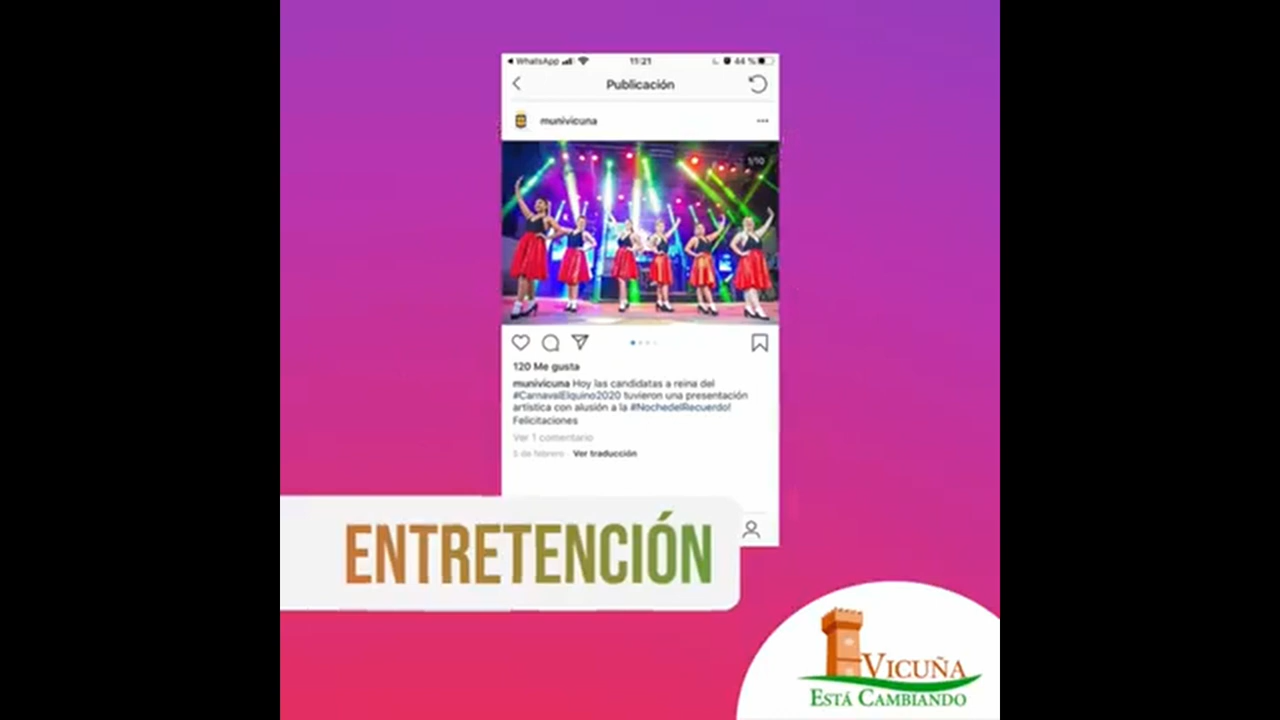 WhatsApp 11:21 44 %
Publicación
munivicuna
1/10
120 Me gusta
munivicuna Hoy las candidatas a reina del
#CarnavalElquino2020 tuvieron una presentación
artística con alusión a la #NochedelRecuerdo!
Felicitaciones
Ver 1 comentario
5 de febrero · Ver traducción
ENTRETENCIÓN
VICUÑA
ESTÁ CAMBIANDO